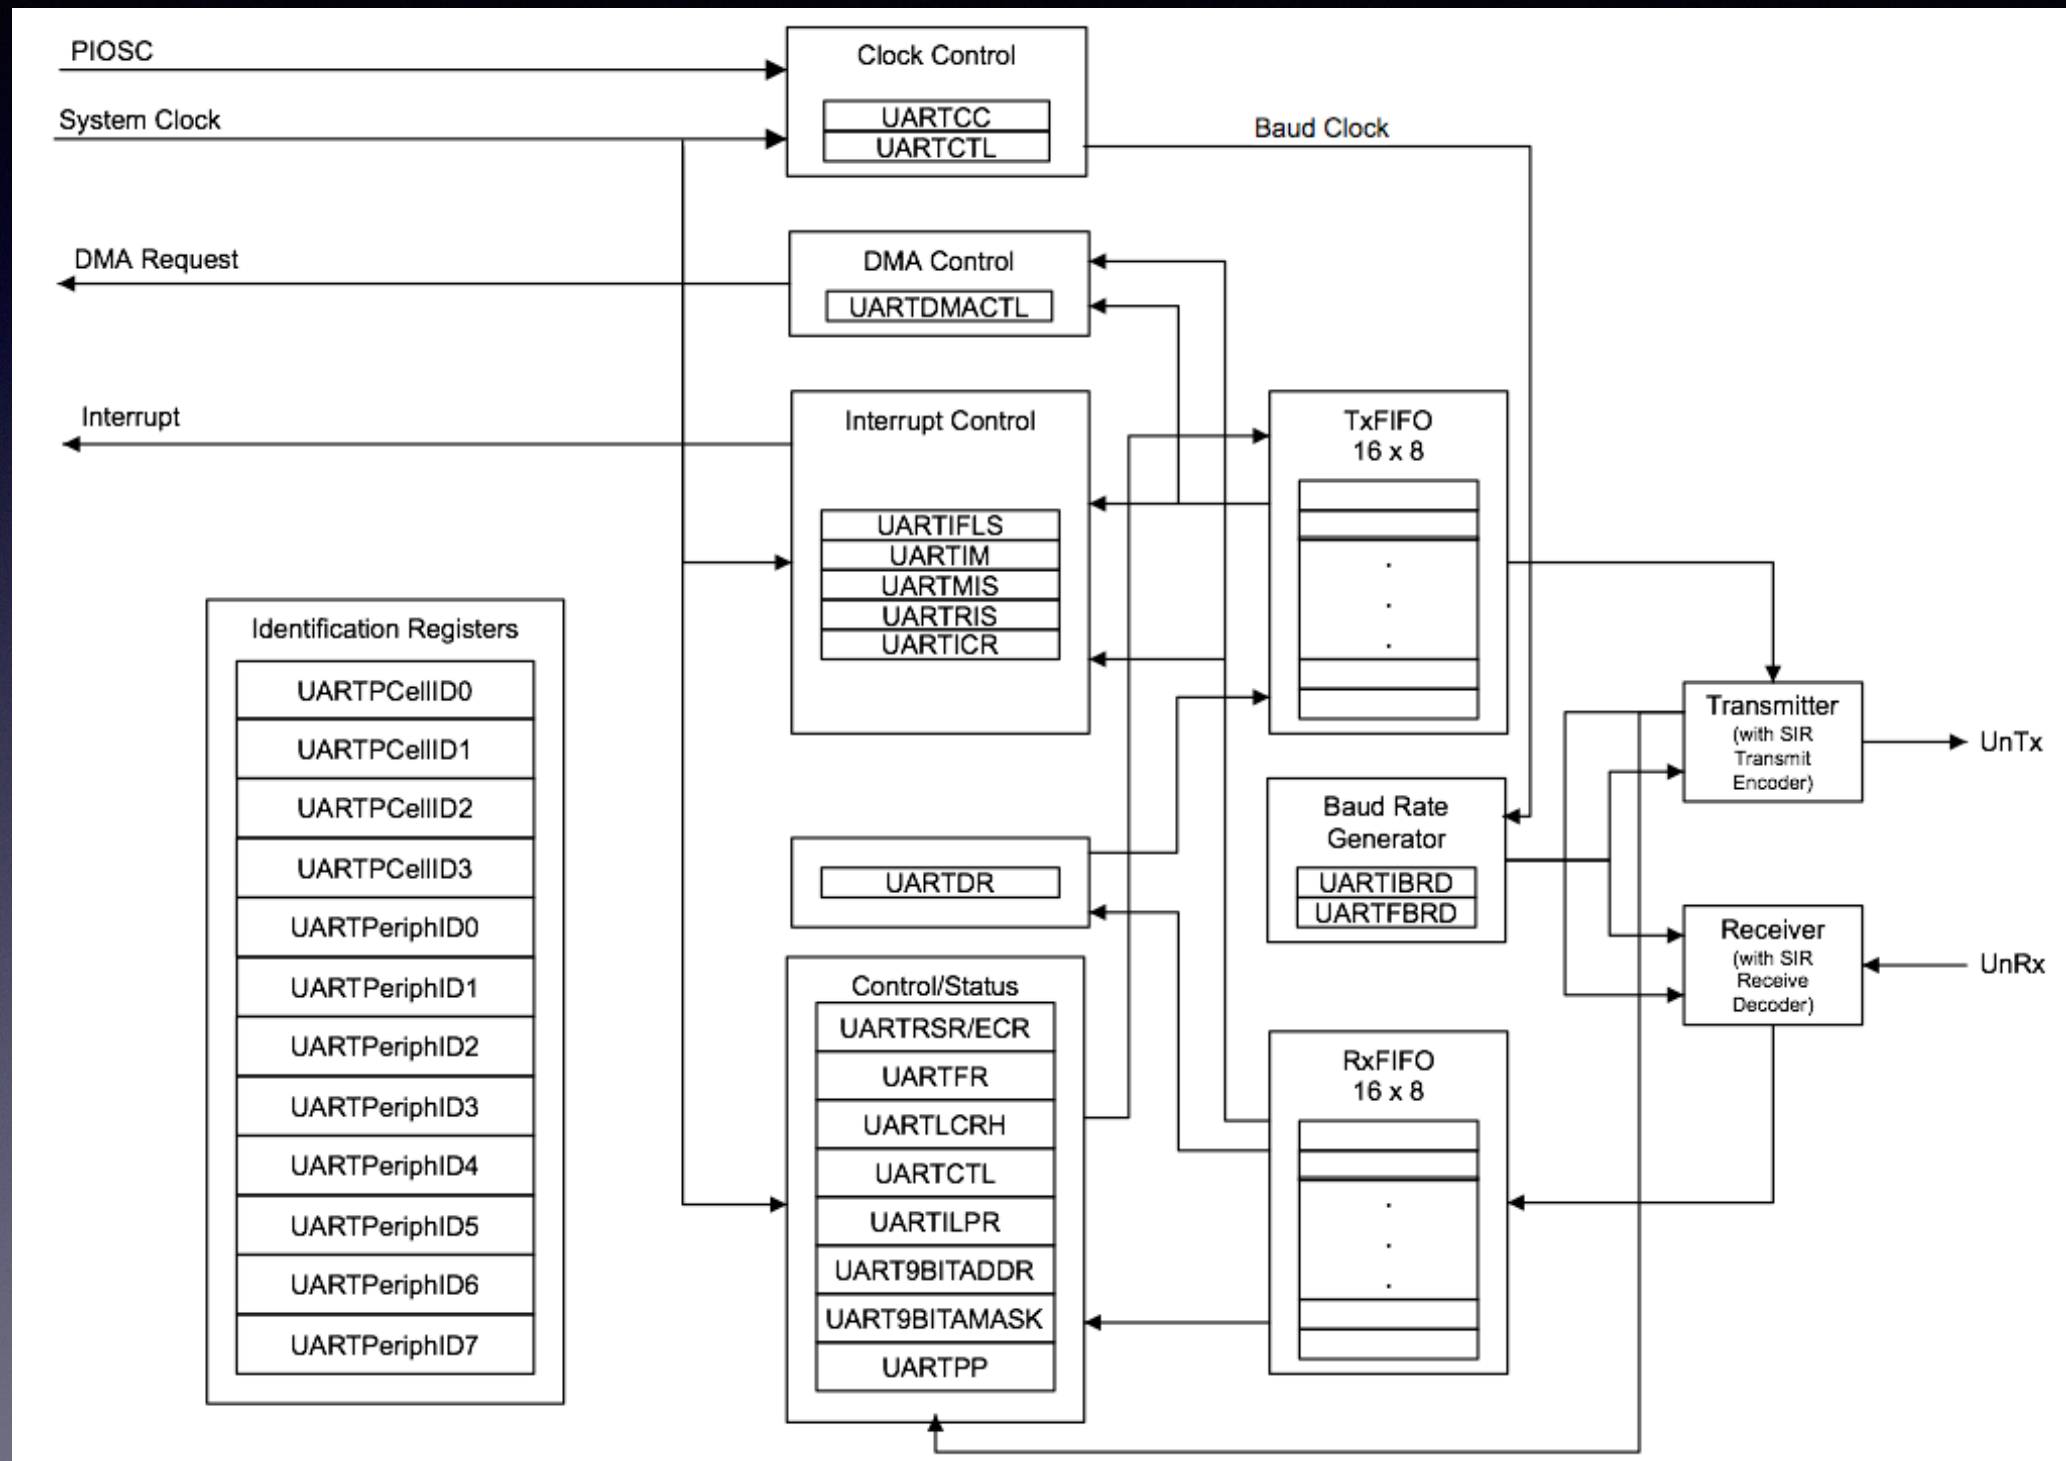 PIOSC
System Clock
Clock Control
UARTCC
UARTCTL
Baud Clock
DMA Request
DMA Control
UARTDMACTL
Interrupt
Interrupt Control
UARTIFLS
UARTIM
UARTMIS
UARTRIS
UARTICR
TxFIFO
16 x 8
Identification Registers
UARTPCellID0
UARTPCellID1
UARTPCellID2
UARTPCellID3
UARTPeriphID0
UARTPeriphID1
UARTPeriphID2
UARTPeriphID3
UARTPeriphID4
UARTPeriphID5
UARTPeriphID6
UARTPeriphID7
Transmitter
(with SIR
Transmit
Encoder)
UnTx
Baud Rate
Generator
UARTIBRD
UARTFBRD
UARTDR
Receiver
(with SIR
Receive
Decoder)
UnRx
Control/Status
UARTRSR/ECR
UARTFR
UARTLCRH
UARTCTL
UARTILPR
UART9BITADDR
UART9BITAMASK
UARTPP
RxFIFO
16 x 8